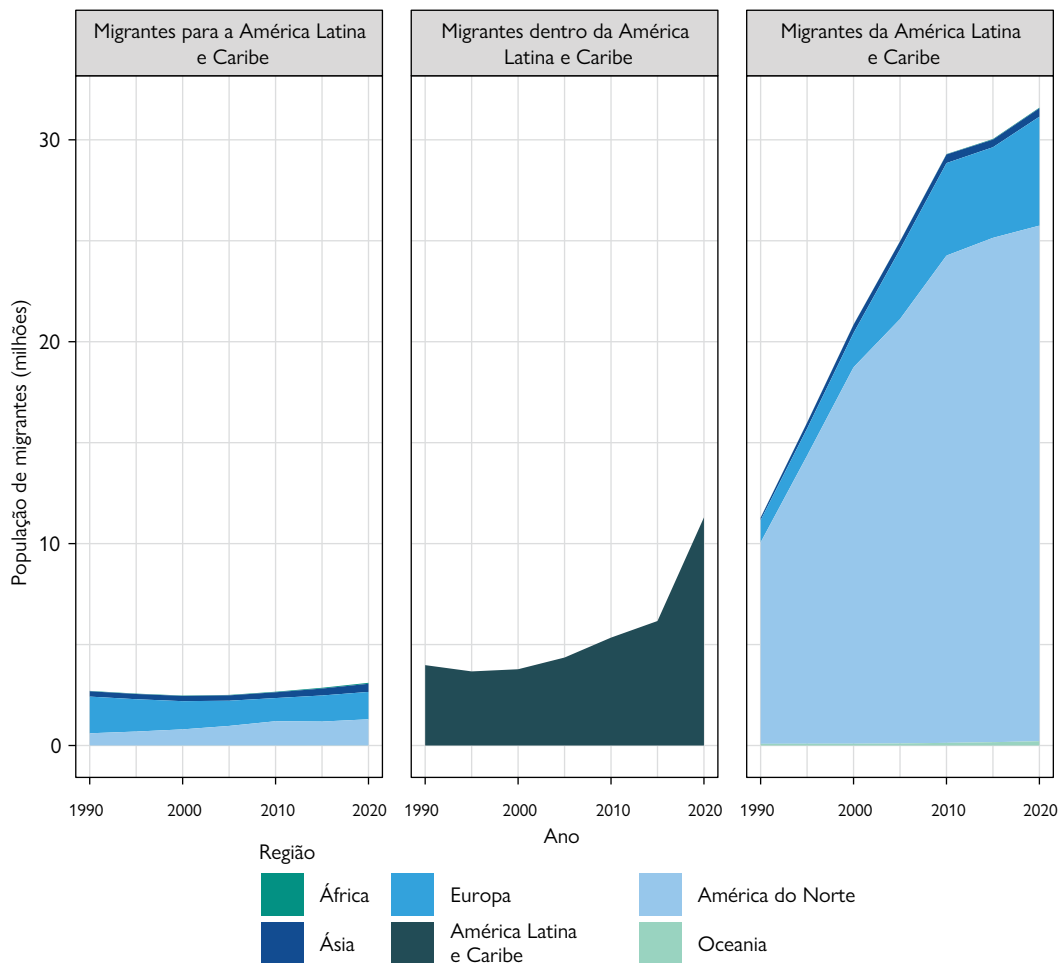 Migrantes para a América Latina
e Caribe
Migrantes dentro da América
Latina e Caribe
Migrantes da América Latina
e Caribe
População de migrantes (milhões)
30
20
10
0
1990 2000 2010 2020
1990 2000 2010 2020
1990 2000 2010 2020
Ano
Região
África
Europa
América do Norte
Ásia
América Latina
e Caribe
Oceania